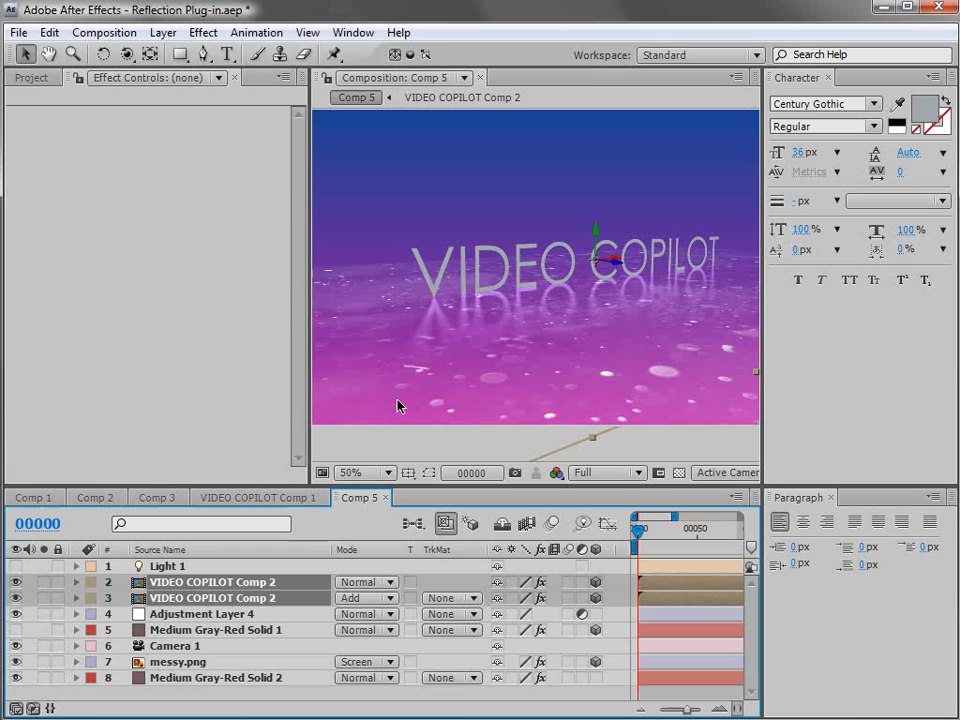 Adobe After Effects - Reflection Plug-in.aep *
File Edit Composition Layer Effect Animation View Window Help
Workspace: Standard Search Help
Project Effect Controls: (none) Composition: Comp 5 Character
Comp 5 VIDEO COPILOT Comp 2
Century Gothic
Regular
36 px Auto
Metrics 0
- px
100 % 100 %
0 px 0 %
T T TT Tт T¹ T₁
VIDEO COPILOT
50% 00000 Full Active Camer
Comp 1 Comp 2 Comp 3 VIDEO COPILOT Comp 1 Comp 5 Paragraph
00000
0 px 0 px 0 px
0 px 0 px
00050
# Source Name Mode T TrkMat
1 Light 1
2 VIDEO COPILOT Comp 2 Normal
3 VIDEO COPILOT Comp 2 Add None
4 Adjustment Layer 4 Normal None
5 Medium Gray-Red Solid 1 Normal None
6 Camera 1
7 messy.png Screen None
8 Medium Gray-Red Solid 2 Normal None